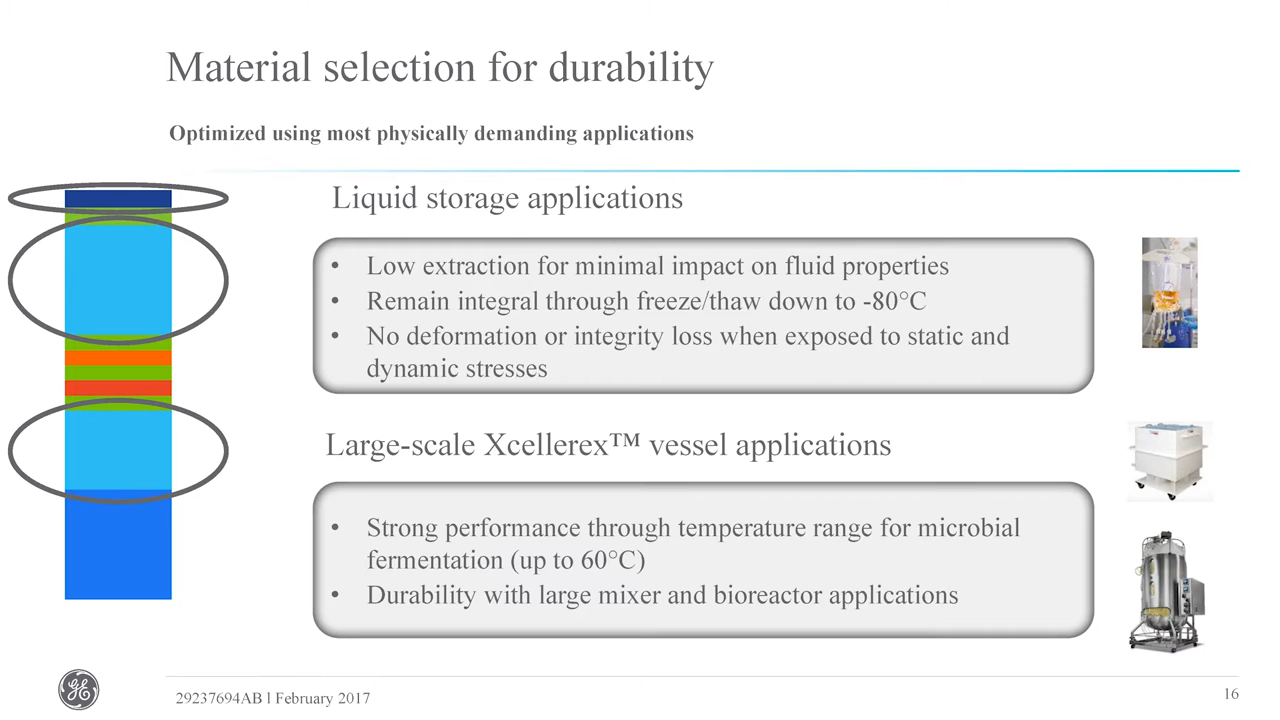 Material selection for durability
Optimized using most physically demanding applications
Liquid storage applications
• Low extraction for minimal impact on fluid properties
• Remain integral through freeze/thaw down to -80°C
• No deformation or integrity loss when exposed to static and
dynamic stresses
Large-scale Xcellerex™ vessel applications
• Strong performance through temperature range for microbial
fermentation (up to 60°C)
• Durability with large mixer and bioreactor applications
GE
29237694AB l February 2017
16